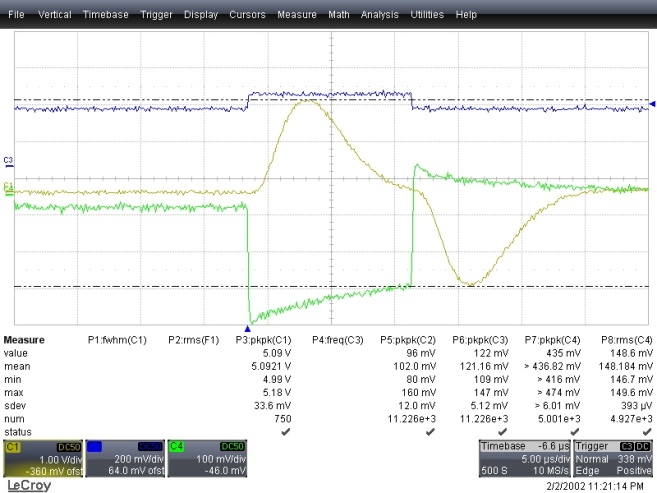 File Vertical Timebase Trigger Display Cursors Measure Math Analysis Utilities Help
C3
Measure P1:fwhm(C1) P2:rms(F1) P3:pkpk(C1) P4:freq(C3) P5:pkpk(C2) P6:pkpk(C3) P7:pkpk(C4) P8:rms(C4)
value 5.09 V 96 mV 122 mV 435 mV 148.6 mV
mean 5.0921 V 102.0 mV 121.16 mV > 436.82 mV 148.184 mV
min 4.99 V 80 mV 109 mV > 416 mV 146.7 mV
max 5.18 V 160 mV 147 mV > 474 mV 149.6 mV
sdev 33.6 mV 12.0 mV 5.12 mV > 6.01 mV 393 µV
num 750 11.226e+3 11.226e+3 5.001e+3 4.927e+3
status
C1 DC50 C4 DC50 Timebase -6.6 µs Trigger C3 DC
1.00 V/div 200 mV/div 100 mV/div 5.00 µs/div Normal 338 mV
-360 mV ofst 64.0 mV ofst -46.0 mV 500 S 10 MS/s Edge Positive
LeCroy 2/2/2002 11:21:14 PM